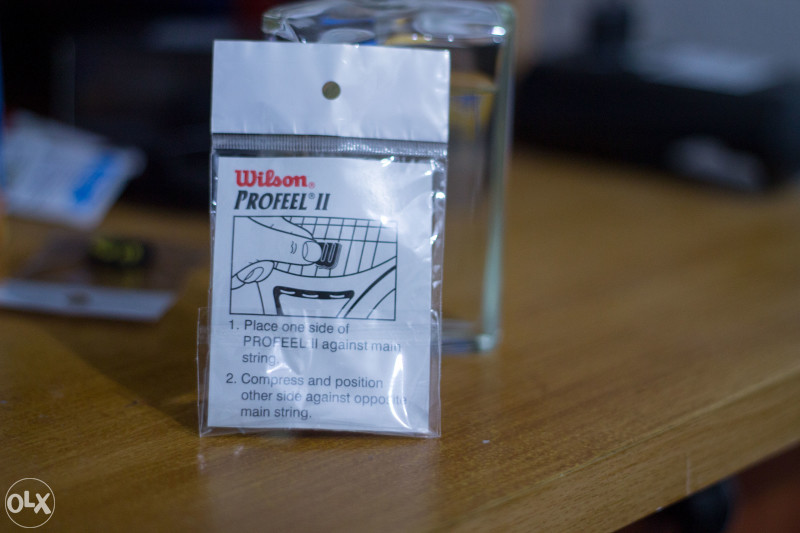 Wilson®
PROFEEL® II
1. Place one side of
PROFEEL II against main
string.
2. Compress and position
other side against opposite
main string.
OLX